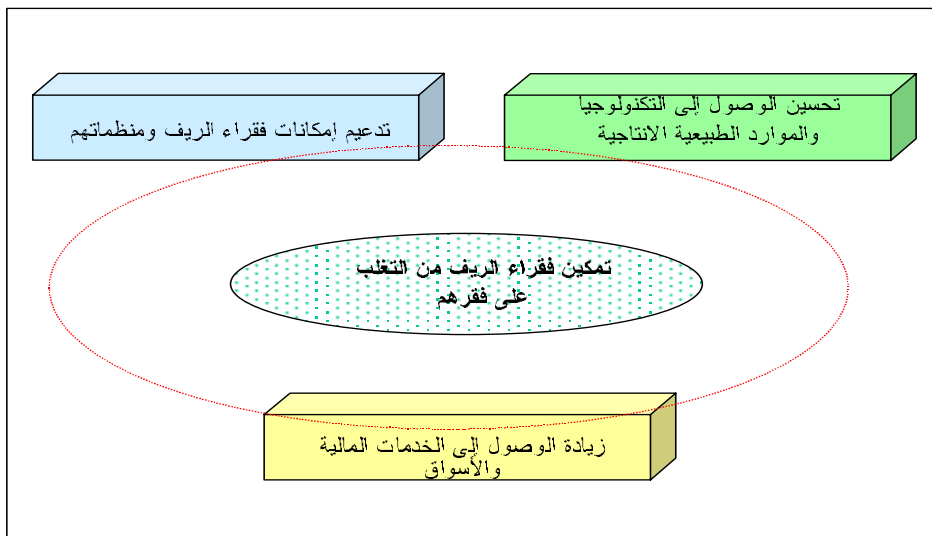 تحسين الوصول إلى التكنولوجيا
والموارد الطبيعية الانتاجية
تدعيم إمكانات فقراء الريف ومنظماتهم
تمكين فقراء الريف من التغلب
على فقرهم
زيادة الوصول إلى الخدمات المالية
والأسواق